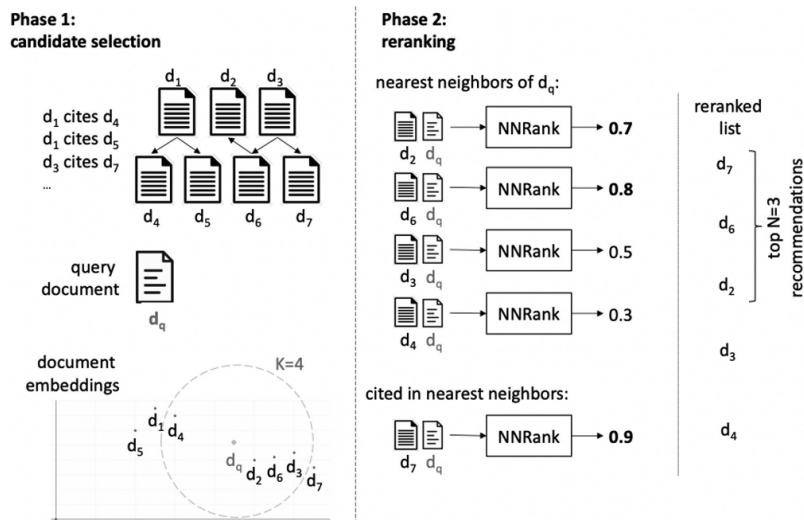 Phase 1:
candidate selection
d1 d2 d3
d1 cites d4
d1 cites d5
d3 cites d7
...
d4 d5 d6 d7
query
document
dq
document
embeddings
K=4
d1
d4
d5
dq
d2 d6 d3
d7
Phase 2:
reranking
nearest neighbors of dq:
NNRank 0.7
d2 dq
NNRank 0.8
d6 dq
NNRank 0.5
d3 dq
NNRank 0.3
d4 dq
cited in nearest neighbors:
NNRank 0.9
d7 dq
reranked
list
d7
d6
d2
d3
d4
top N=3
recommendations